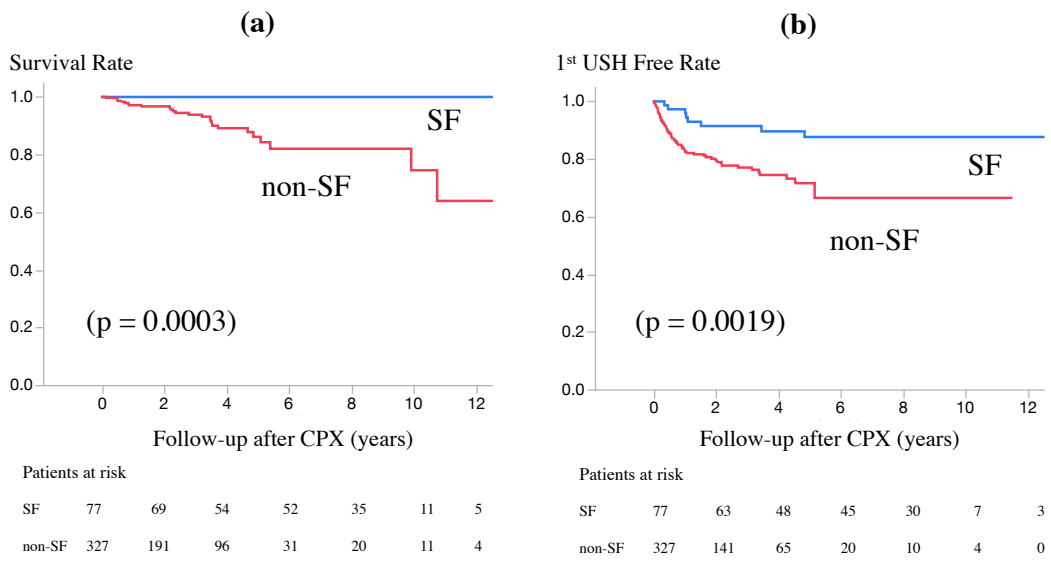 (a)
Survival Rate
1.0
0.8
0.6
0.4
0.2
0.0
SF
non-SF
(p = 0.0003)
0 2 4 6 8 10 12
Follow-up after CPX (years)
Patients at risk
SF 77 69 54 52 35 11 5
non-SF 327 191 96 31 20 11 4
(b)
1st USH Free Rate
1.0
0.8
0.6
0.4
0.2
0.0
SF
non-SF
(p = 0.0019)
0 2 4 6 8 10 12
Follow-up after CPX (years)
Patients at risk
SF 77 63 48 45 30 7 3
non-SF 327 141 65 20 10 4 0